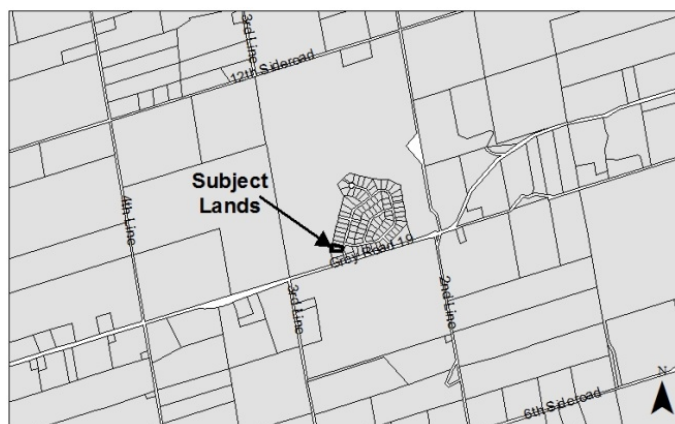 3rd Line
12th Sideroad
Subject
Lands
4th Line
Grey Road 19
3rd Line
2nd Line
N
6th Sideroad